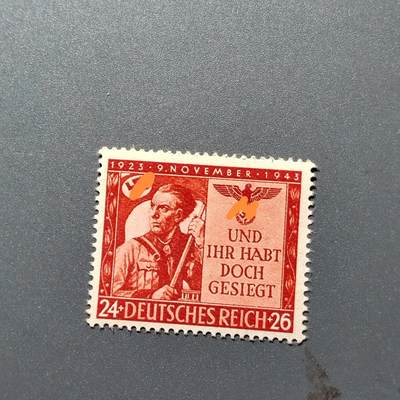 1923 · 9. NOVEMBER · 1943
UND
IHR HABT
DOCH
GESIEGT
24+ DEUTSCHES REICH +26